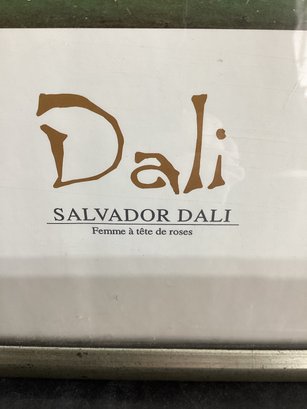 Dali
SALVADOR DALI
Femme à tête de roses